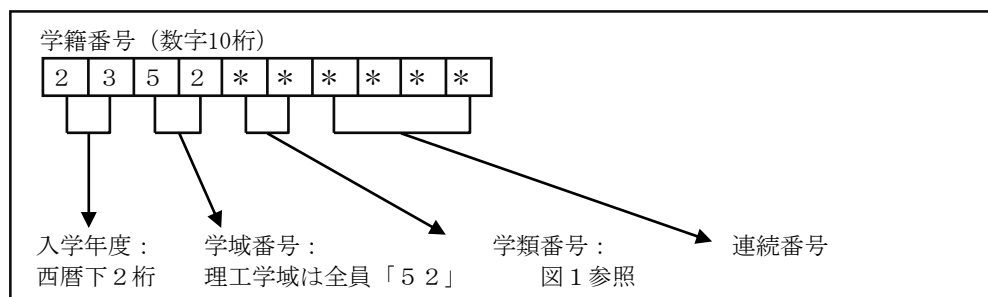 学籍番号（数字10桁）
２ ３ ５ ２ ＊ ＊ ＊ ＊ ＊ ＊
入学年度： 学域番号： 学類番号： 連続番号
西暦下２桁 理工学域は全員「５２」 図１参照